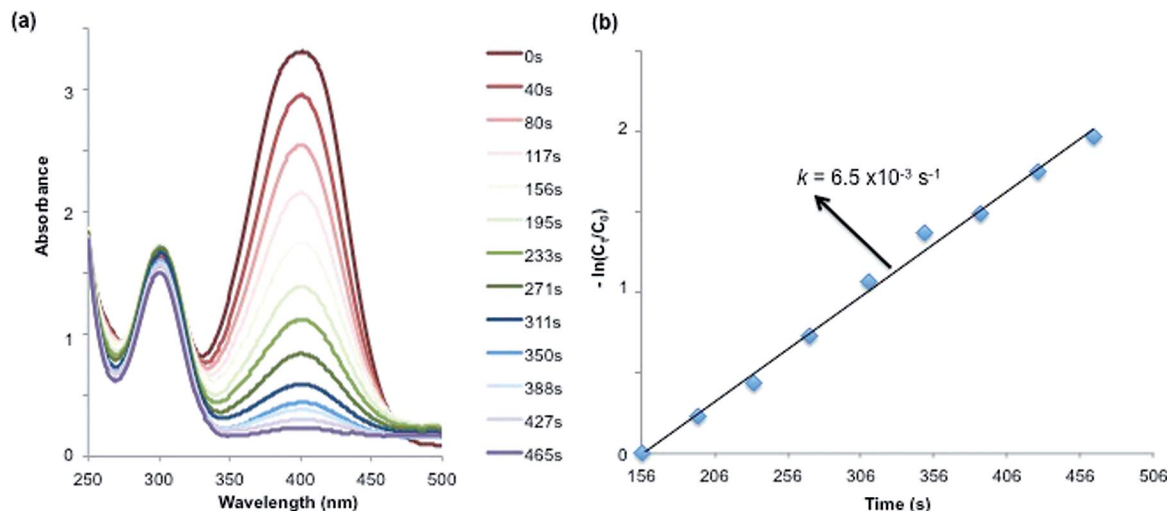 (a)
3
2
1
0
Absorbance
250 300 350 400 450 500
Wavelength (nm)
0s
40s
80s
117s
156s
195s
233s
271s
311s
350s
388s
427s
465s
(b)
2
1
0
- ln(Cₜ/C₀)
k = 6.5 x10⁻³ s⁻¹
156 206 256 306 356 406 456 506
Time (s)